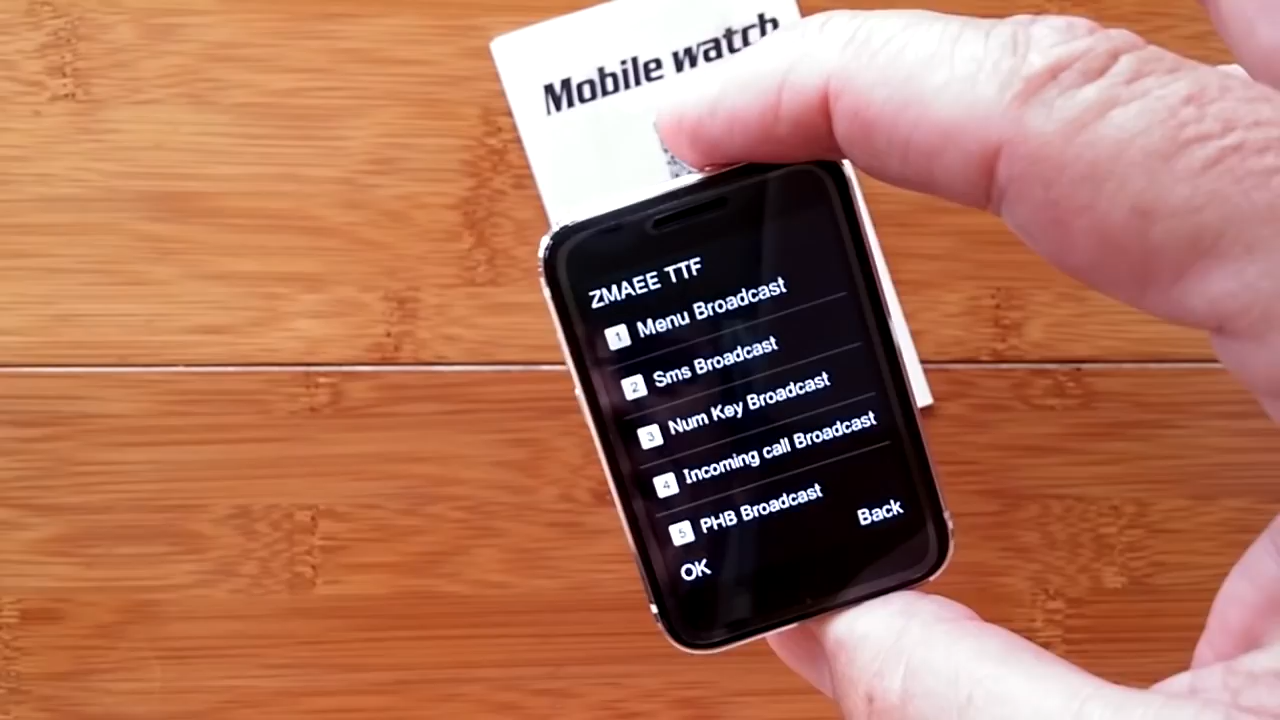 Mobile watch
ZMAEE TTF
1 Menu Broadcast
2 Sms Broadcast
3 Num Key Broadcast
4 Incoming call Broadcast
5 PHB Broadcast
OK Back